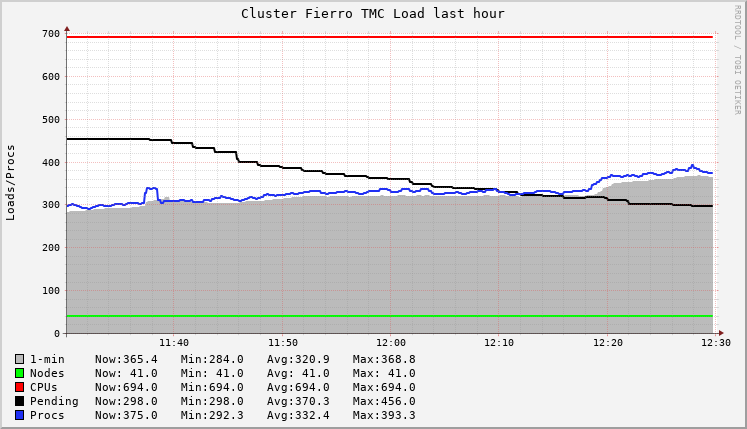 Cluster Fierro TMC Load last hour
RRDTOOL / TOBI OETIKER
Loads/Procs
700
600
500
400
300
200
100
0
11:40 11:50 12:00 12:10 12:20 12:30
1-min Now:365.4 Min:284.0 Avg:320.9 Max:368.8
Nodes Now: 41.0 Min: 41.0 Avg: 41.0 Max: 41.0
CPUs Now:694.0 Min:694.0 Avg:694.0 Max:694.0
Pending Now:298.0 Min:298.0 Avg:370.3 Max:456.0
Procs Now:375.0 Min:292.3 Avg:332.4 Max:393.3